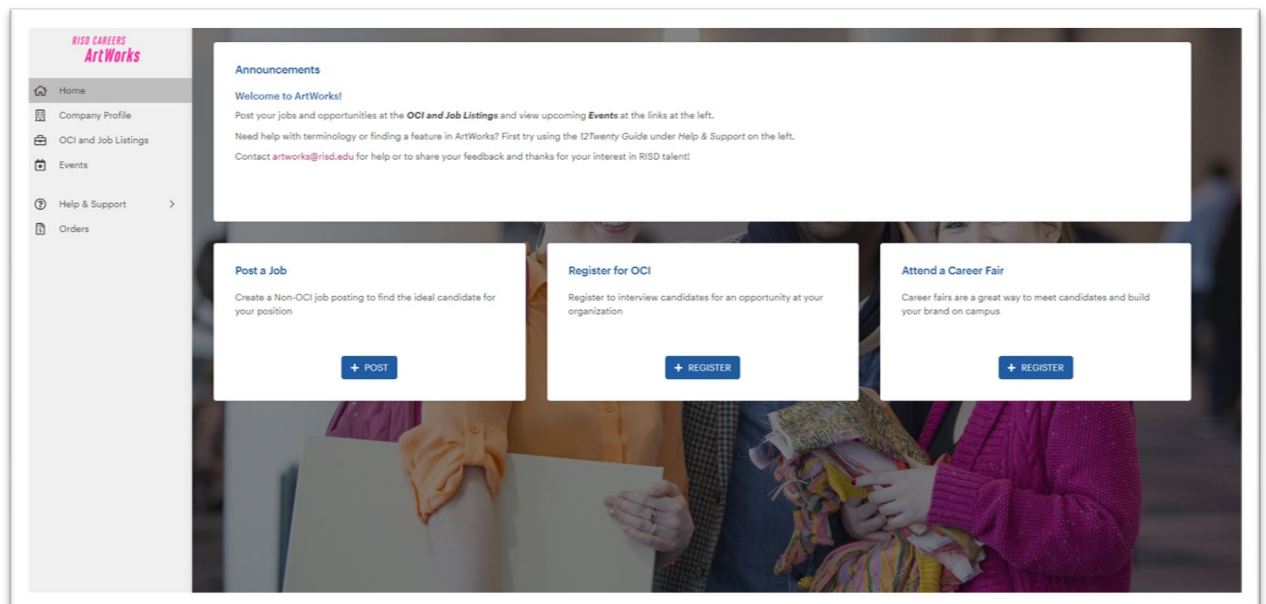 RISD CAREERS
ArtWorks
Home
Company Profile
OCI and Job Listings
Events
Help & Support
Orders
Announcements
Welcome to ArtWorks!
Post your jobs and opportunities at the OCI and Job Listings and view upcoming Events at the links at the left.
Need help with terminology or finding a feature in ArtWorks? First try using the 12Twenty Guide under Help & Support on the left.
Contact artworks@risd.edu for help or to share your feedback and thanks for your interest in RISD talent!
Post a Job
Create a Non-OCI job posting to find the ideal candidate for
your position
+ POST
Register for OCI
Register to interview candidates for an opportunity at your
organization
+ REGISTER
Attend a Career Fair
Career fairs are a great way to meet candidates and build
your brand on campus
+ REGISTER